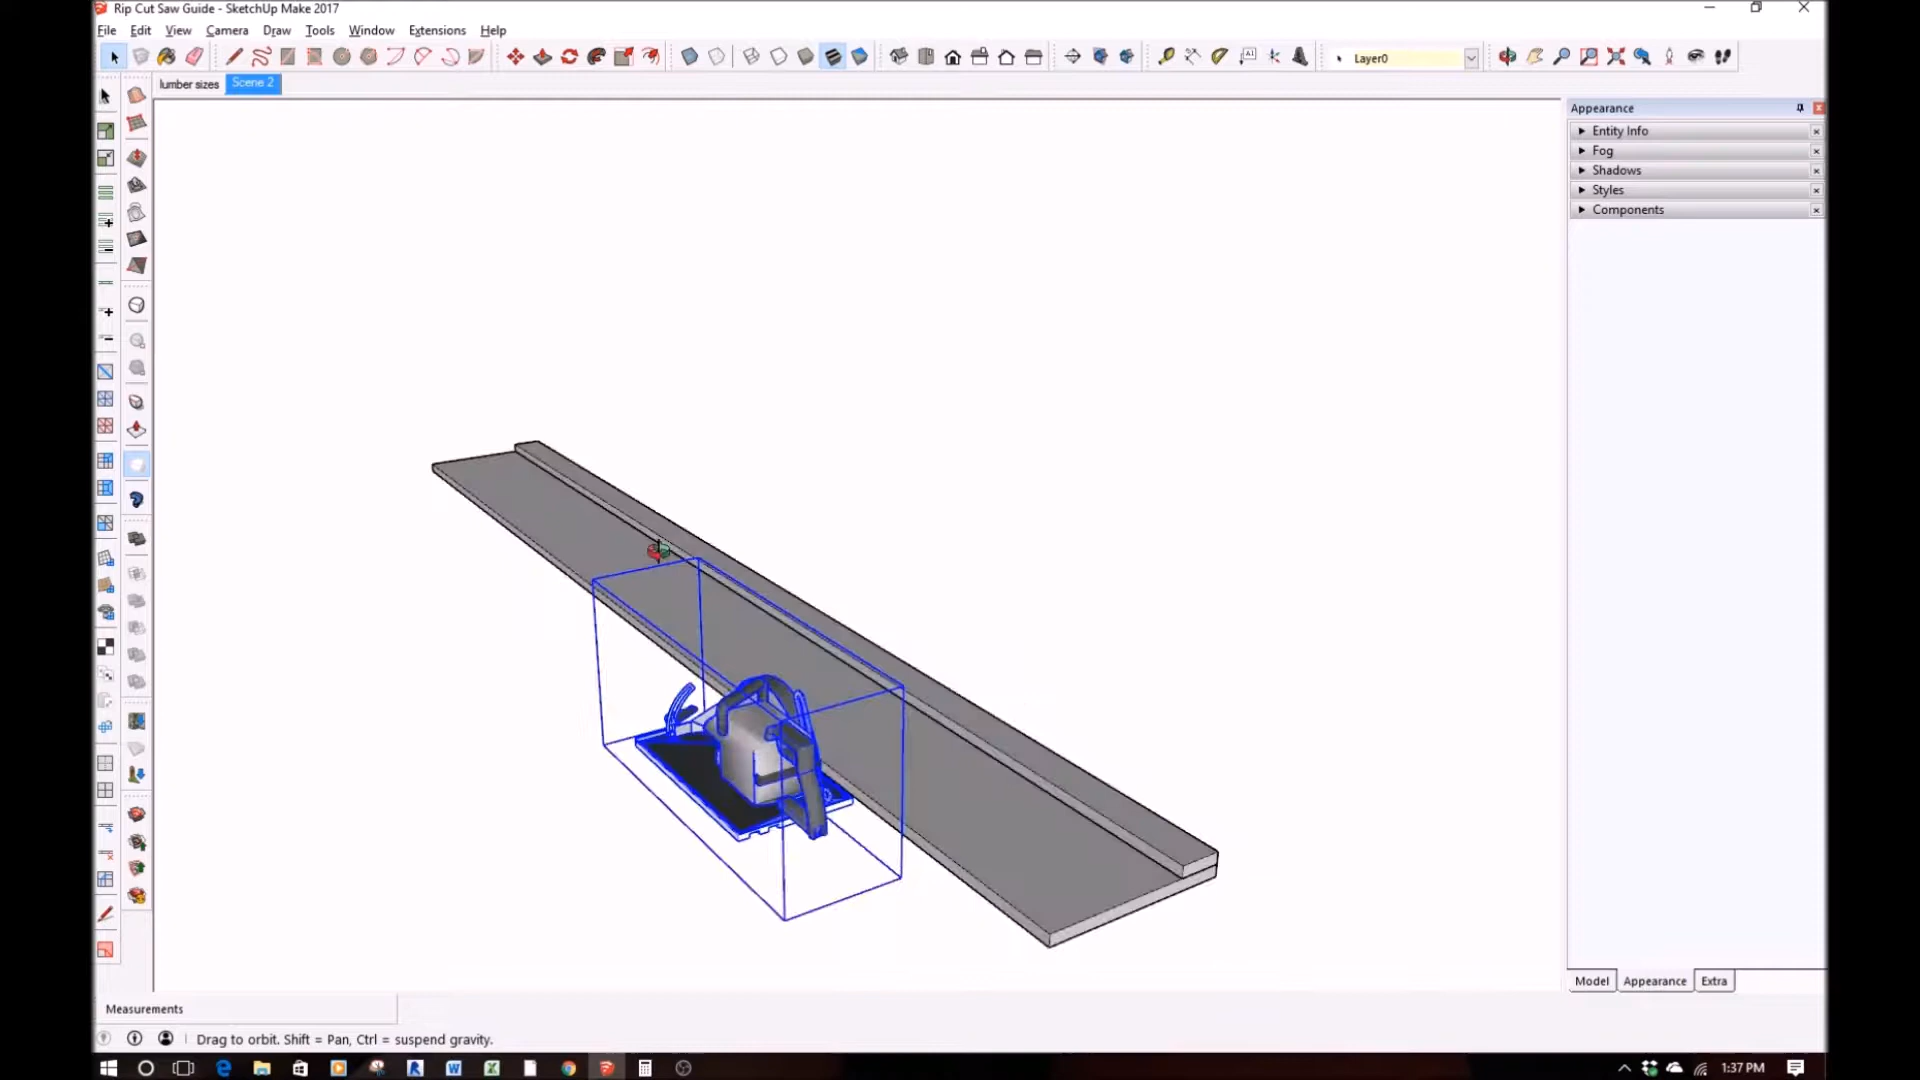 Rip Cut Saw Guide - SketchUp Make 2017
File Edit View Camera Draw Tools Window Extensions Help
Layer0
lumber sizes Scene 2
Appearance
Entity Info
Fog
Shadows
Styles
Components
Model Appearance Extra
Measurements
Drag to orbit. Shift = Pan, Ctrl = suspend gravity.
1:37 PM